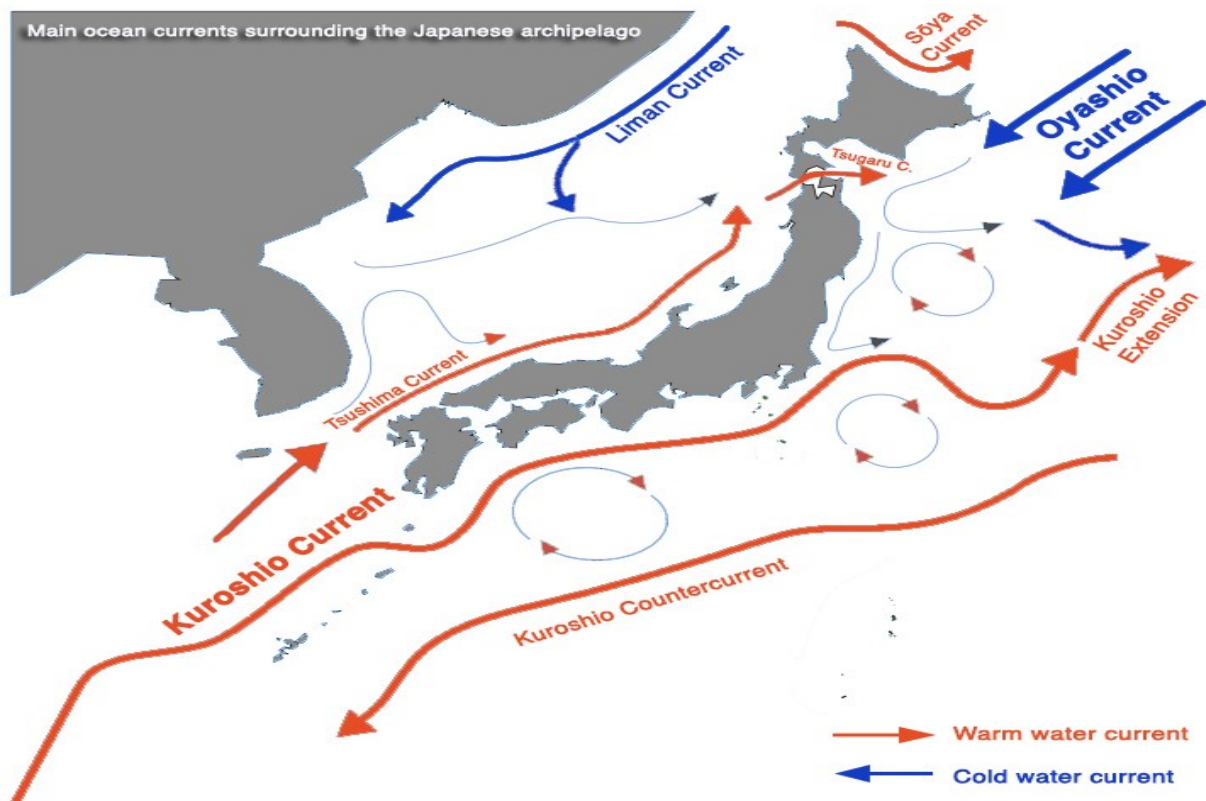 Main ocean currents surrounding the Japanese archipelago
Sōya
Current
Liman Current
Oyashio
Current
Tsugaru C.
Kuroshio
Extension
Tsushima Current
Kuroshio Current
Kuroshio Countercurrent
Warm water current
Cold water current